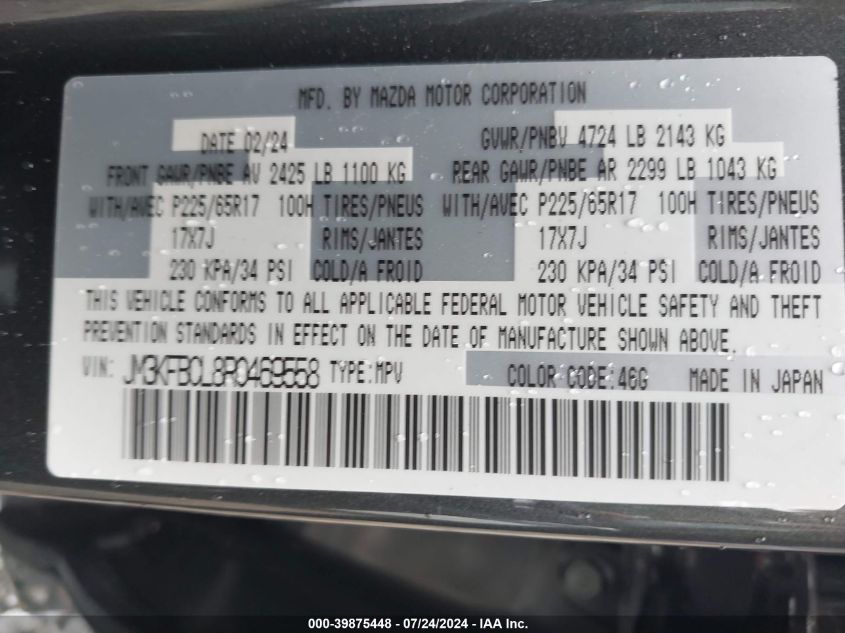 MFD. BY MAZDA MOTOR CORPORATION
DATE 02/24 GVWR/PNBV 4724 LB 2143 KG
FRONT GAWR/PNBE AV 2425 LB 1100 KG REAR GAWR/PNBE AR 2299 LB 1043 KG
WITH/AVEC P225/65R17 100H TIRES/PNEUS WITH/AVEC P225/65R17 100H TIRES/PNEUS
17X7J RIMS/JANTES 17X7J RIMS/JANTES
230 KPA/34 PSI COLD/A FROID 230 KPA/34 PSI COLD/A FROID
THIS VEHICLE CONFORMS TO ALL APPLICABLE FEDERAL MOTOR VEHICLE SAFETY AND THEFT
PREVENTION STANDARDS IN EFFECT ON THE DATE OF MANUFACTURE SHOWN ABOVE.
VIN: JM3KFBCL8R0469558 TYPE:MPV COLOR CODE:46G MADE IN JAPAN
000-39875448 - 07/24/2024 - IAA Inc.